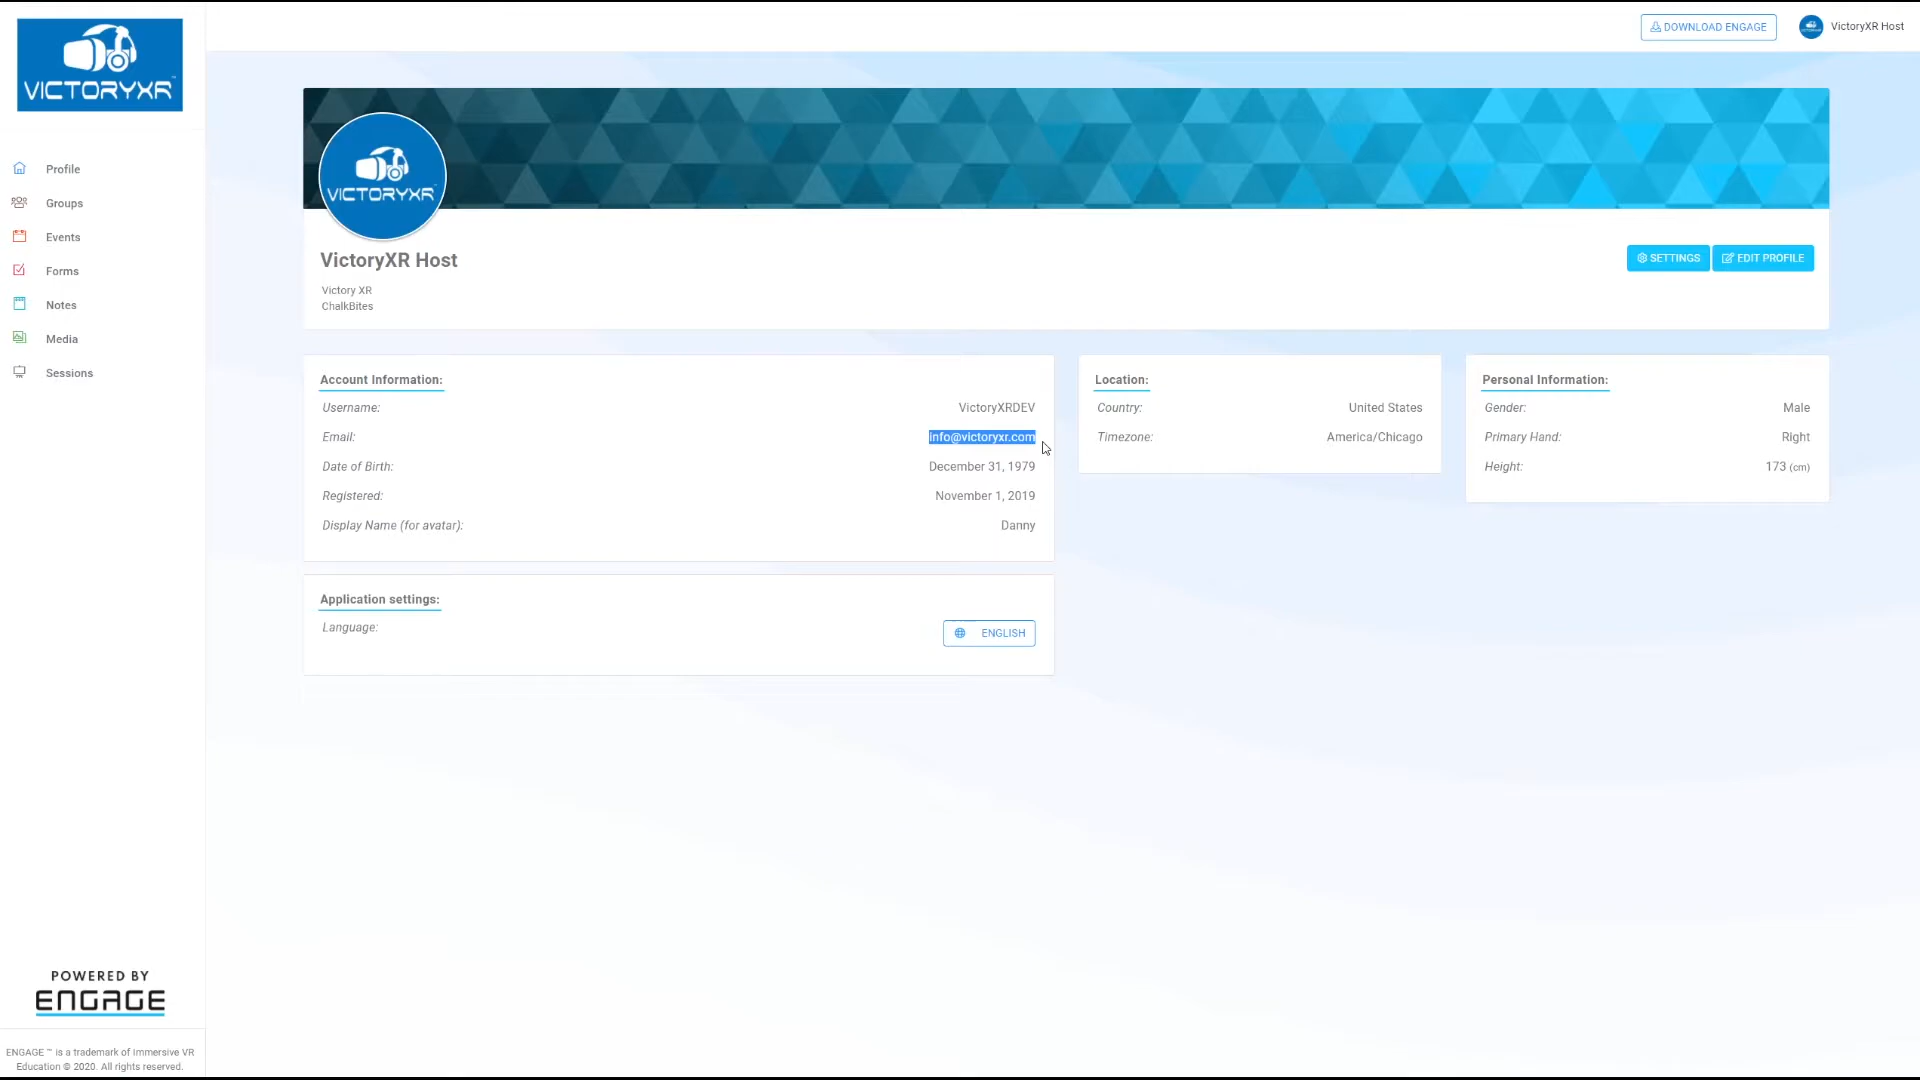 VICTORYXR™
DOWNLOAD ENGAGE
VictoryXR Host
Profile
Groups
Events
Forms
Notes
Media
Sessions
VICTORYXR
VictoryXR Host
Victory XR
ChalkBites
SETTINGS
EDIT PROFILE
Account Information:
Username: VictoryXRDEV
Email: info@victoryxr.com
Date of Birth: December 31, 1979
Registered: November 1, 2019
Display Name (for avatar): Danny
Location:
Country: United States
Timezone: America/Chicago
Personal Information:
Gender: Male
Primary Hand: Right
Height: 173 (cm)
Application settings:
Language: ENGLISH
POWERED BY
ENGAGE
ENGAGE ™ is a trademark of Immersive VR
Education © 2020. All rights reserved.